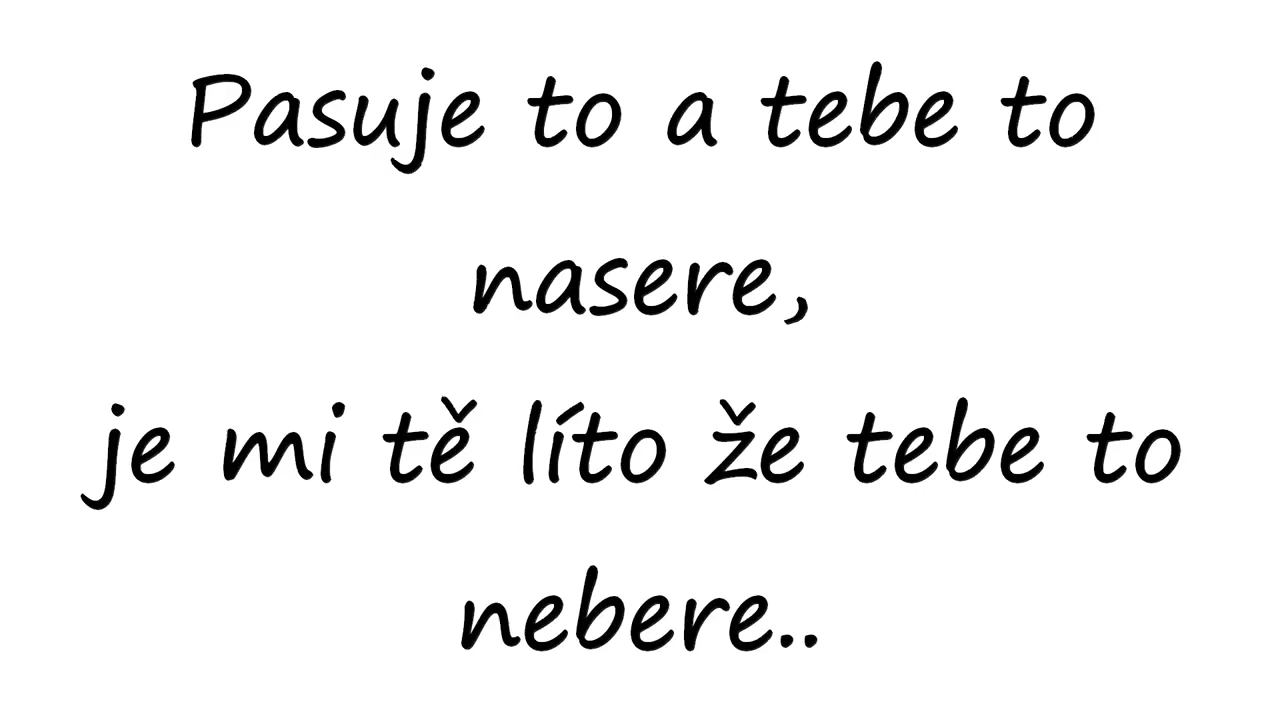 Pasuje to a tebe to
nasere,
je mi tě líto že tebe to
nebere..